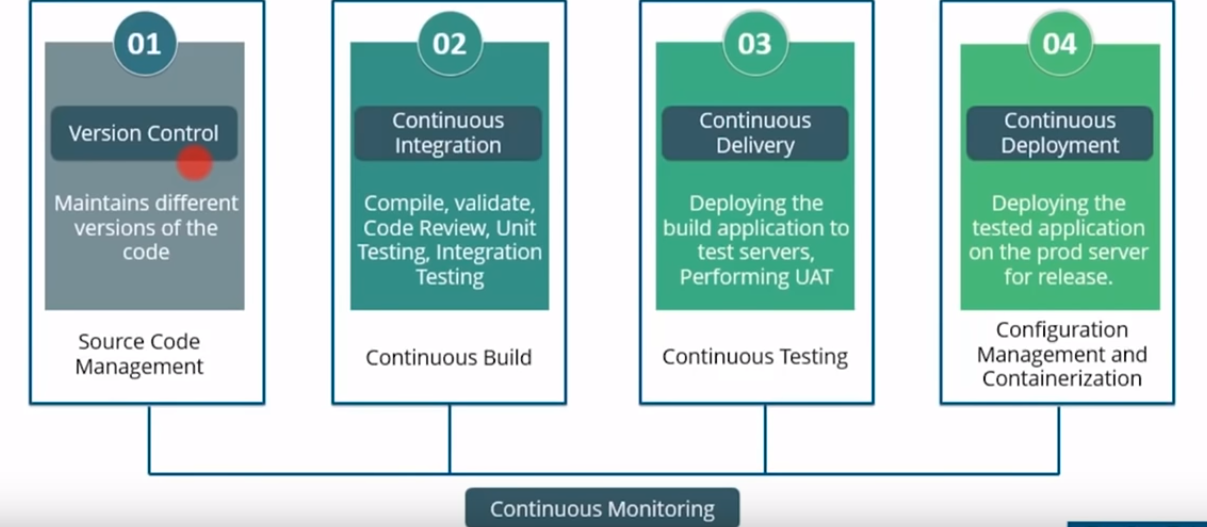 01
Version Control
Maintains different
versions of the
code
Source Code
Management
02
Continuous
Integration
Compile, validate,
Code Review, Unit
Testing, Integration
Testing
Continuous Build
03
Continuous
Delivery
Deploying the
build application to
test servers,
Performing UAT
Continuous Testing
04
Continuous
Deployment
Deploying the
tested application
on the prod server
for release.
Configuration
Management and
Containerization
Continuous Monitoring